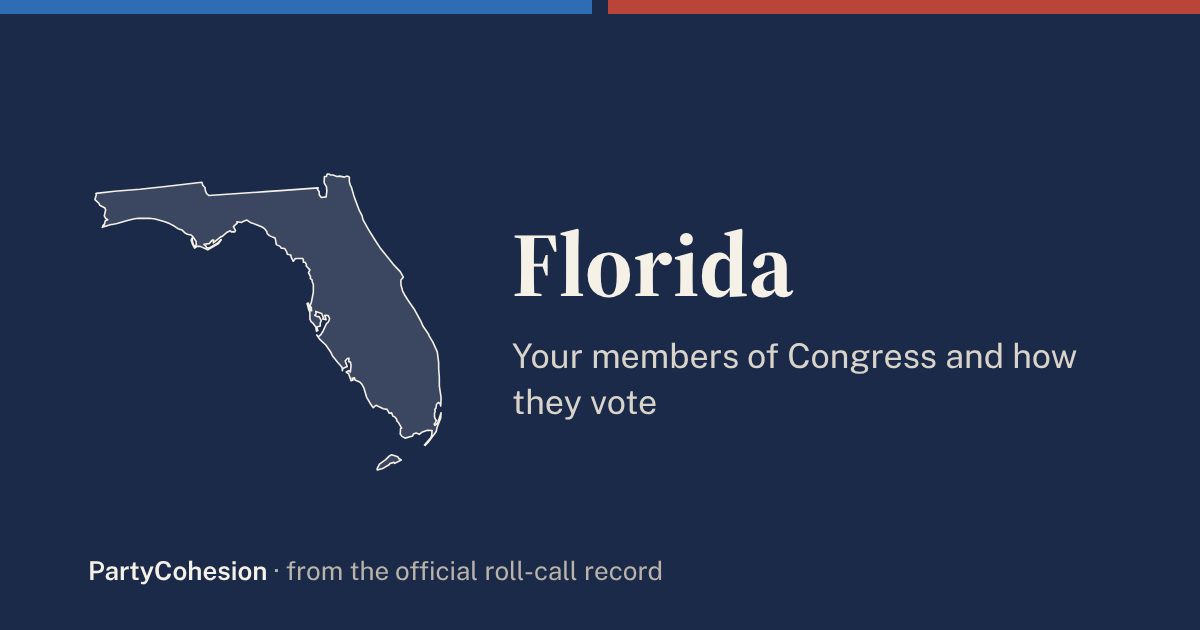 Florida
Your members of Congress and how
they vote
PartyCohesion · from the official roll-call record